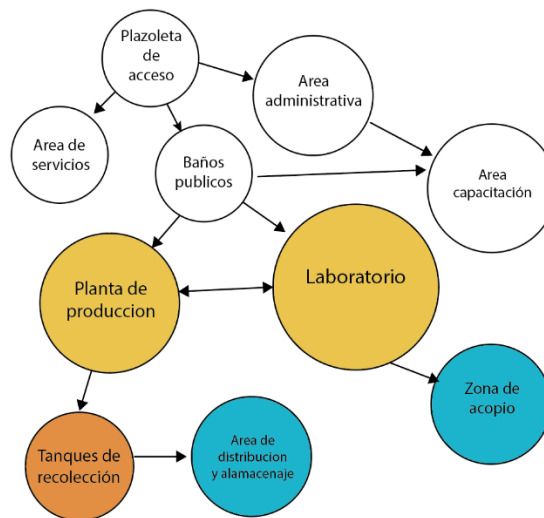 Plazoleta
de
acceso
Area
administrativa
Area de
servicios
Baños
publicos
Area
capacitación
Planta de
produccion
Laboratorio
Zona de
acopio
Tanques de
recolección
Area de
distribucion
y alamacenaje